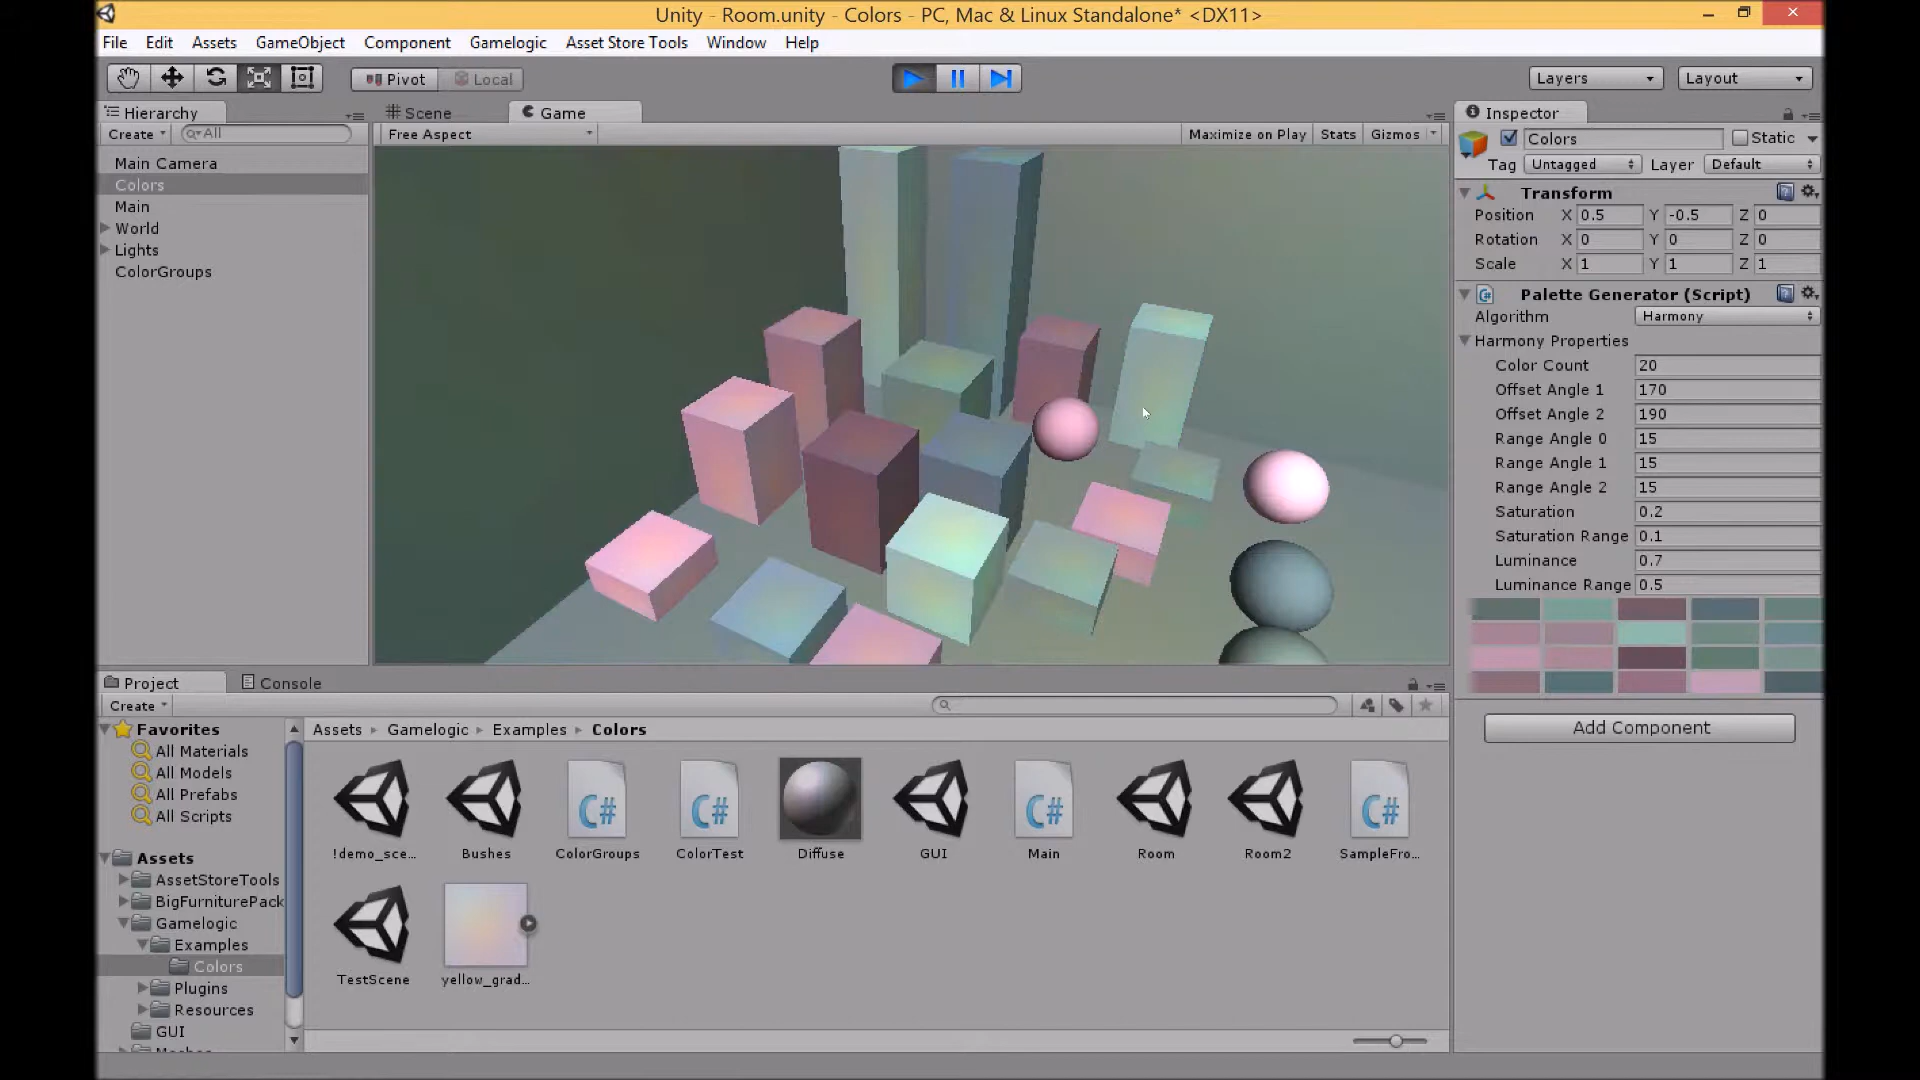 Unity - Room.unity - Colors - PC, Mac & Linux Standalone* <DX11>
File Edit Assets GameObject Component Gamelogic Asset Store Tools Window Help
Pivot Local Layers Layout
Hierarchy
Create All
Main Camera
Colors
Main
World
Lights
ColorGroups
Scene Game
Free Aspect Maximize on Play Stats Gizmos
Inspector
Colors Static
Tag Untagged Layer Default
Transform
Position X 0.5 Y -0.5 Z 0
Rotation X 0 Y 0 Z 0
Scale X 1 Y 1 Z 1
C# Palette Generator (Script)
Algorithm Harmony
Harmony Properties
Color Count 20
Offset Angle 1 170
Offset Angle 2 190
Range Angle 0 15
Range Angle 1 15
Range Angle 2 15
Saturation 0.2
Saturation Range 0.1
Luminance 0.7
Luminance Range 0.5
Add Component
Project Console
Create
Favorites
All Materials
All Models
All Prefabs
All Scripts
Assets
AssetStoreTools
BigFurniturePack
Gamelogic
Examples
Colors
Plugins
Resources
GUI
Assets Gamelogic Examples Colors
C# C# C# C#
!demo_sce... Bushes ColorGroups ColorTest Diffuse GUI Main Room Room2 SampleFro...
TestScene yellow_grad...